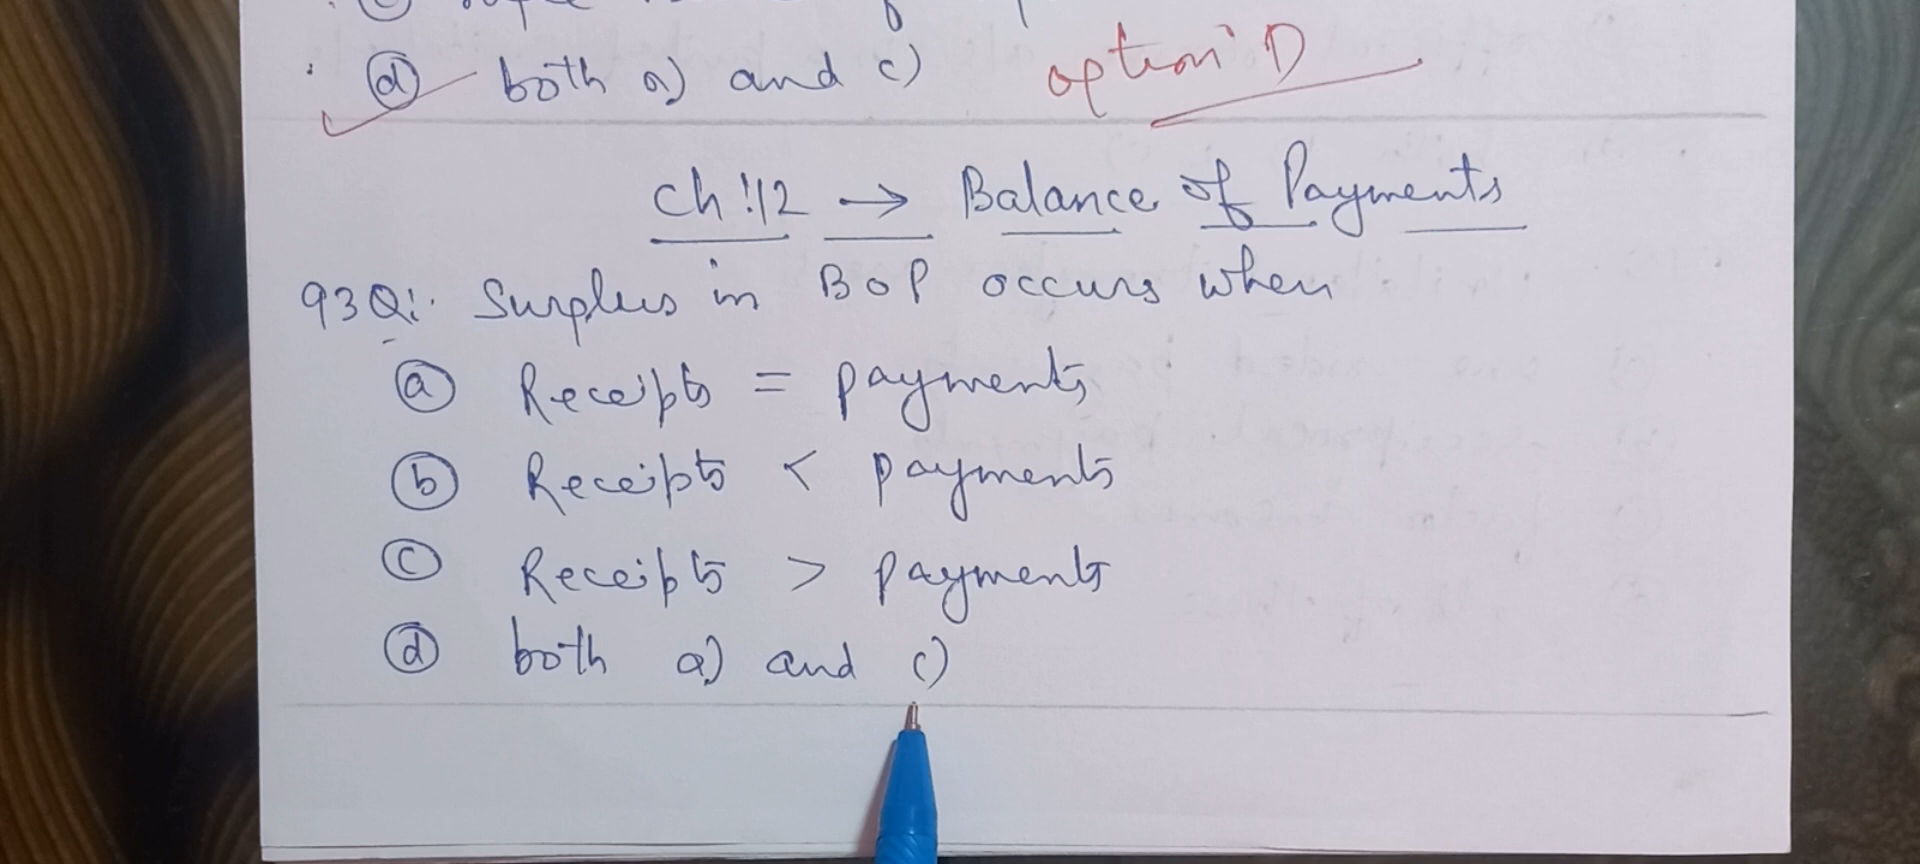 ⓓ both a) and c) option D
Ch:12 → Balance of Payments
93Q:. Surplus in BOP occurs when
ⓐ Receipts = payments
ⓑ Receipts < payments
ⓒ Receipts > payments
ⓓ both a) and c)